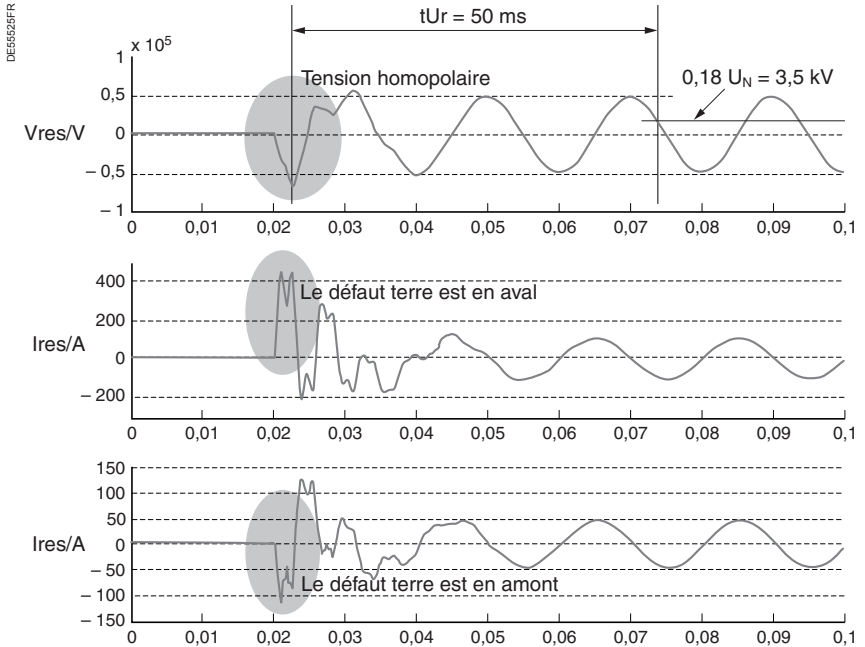 DE55525FR
tUr = 50 ms
x 10⁵
1
Tension homopolaire
0,18 U_N = 3,5 kV
0,5
Vres/V
0
– 0,5
– 1
0 0,01 0,02 0,03 0,04 0,05 0,06 0,07 0,08 0,09 0,1
400
Le défaut terre est en aval
200
Ires/A
0
– 200
0 0,01 0,02 0,03 0,04 0,05 0,06 0,07 0,08 0,09 0,1
150
100
50
Ires/A
0
– 50
Le défaut terre est en amont
– 100
– 150
0 0,01 0,02 0,03 0,04 0,05 0,06 0,07 0,08 0,09 0,1